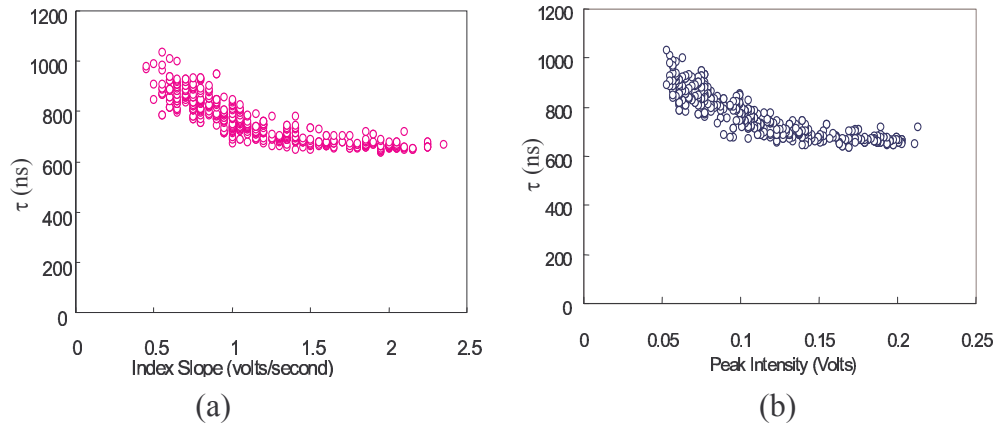 1200
1000
800
600
400
200
0
τ (ns)
0 0.5 1 1.5 2 2.5
Index Slope (volts/second)
(a)
1200
1000
800
600
400
200
0
τ (ns)
0 0.05 0.1 0.15 0.2 0.25
Peak Intensity (Volts)
(b)